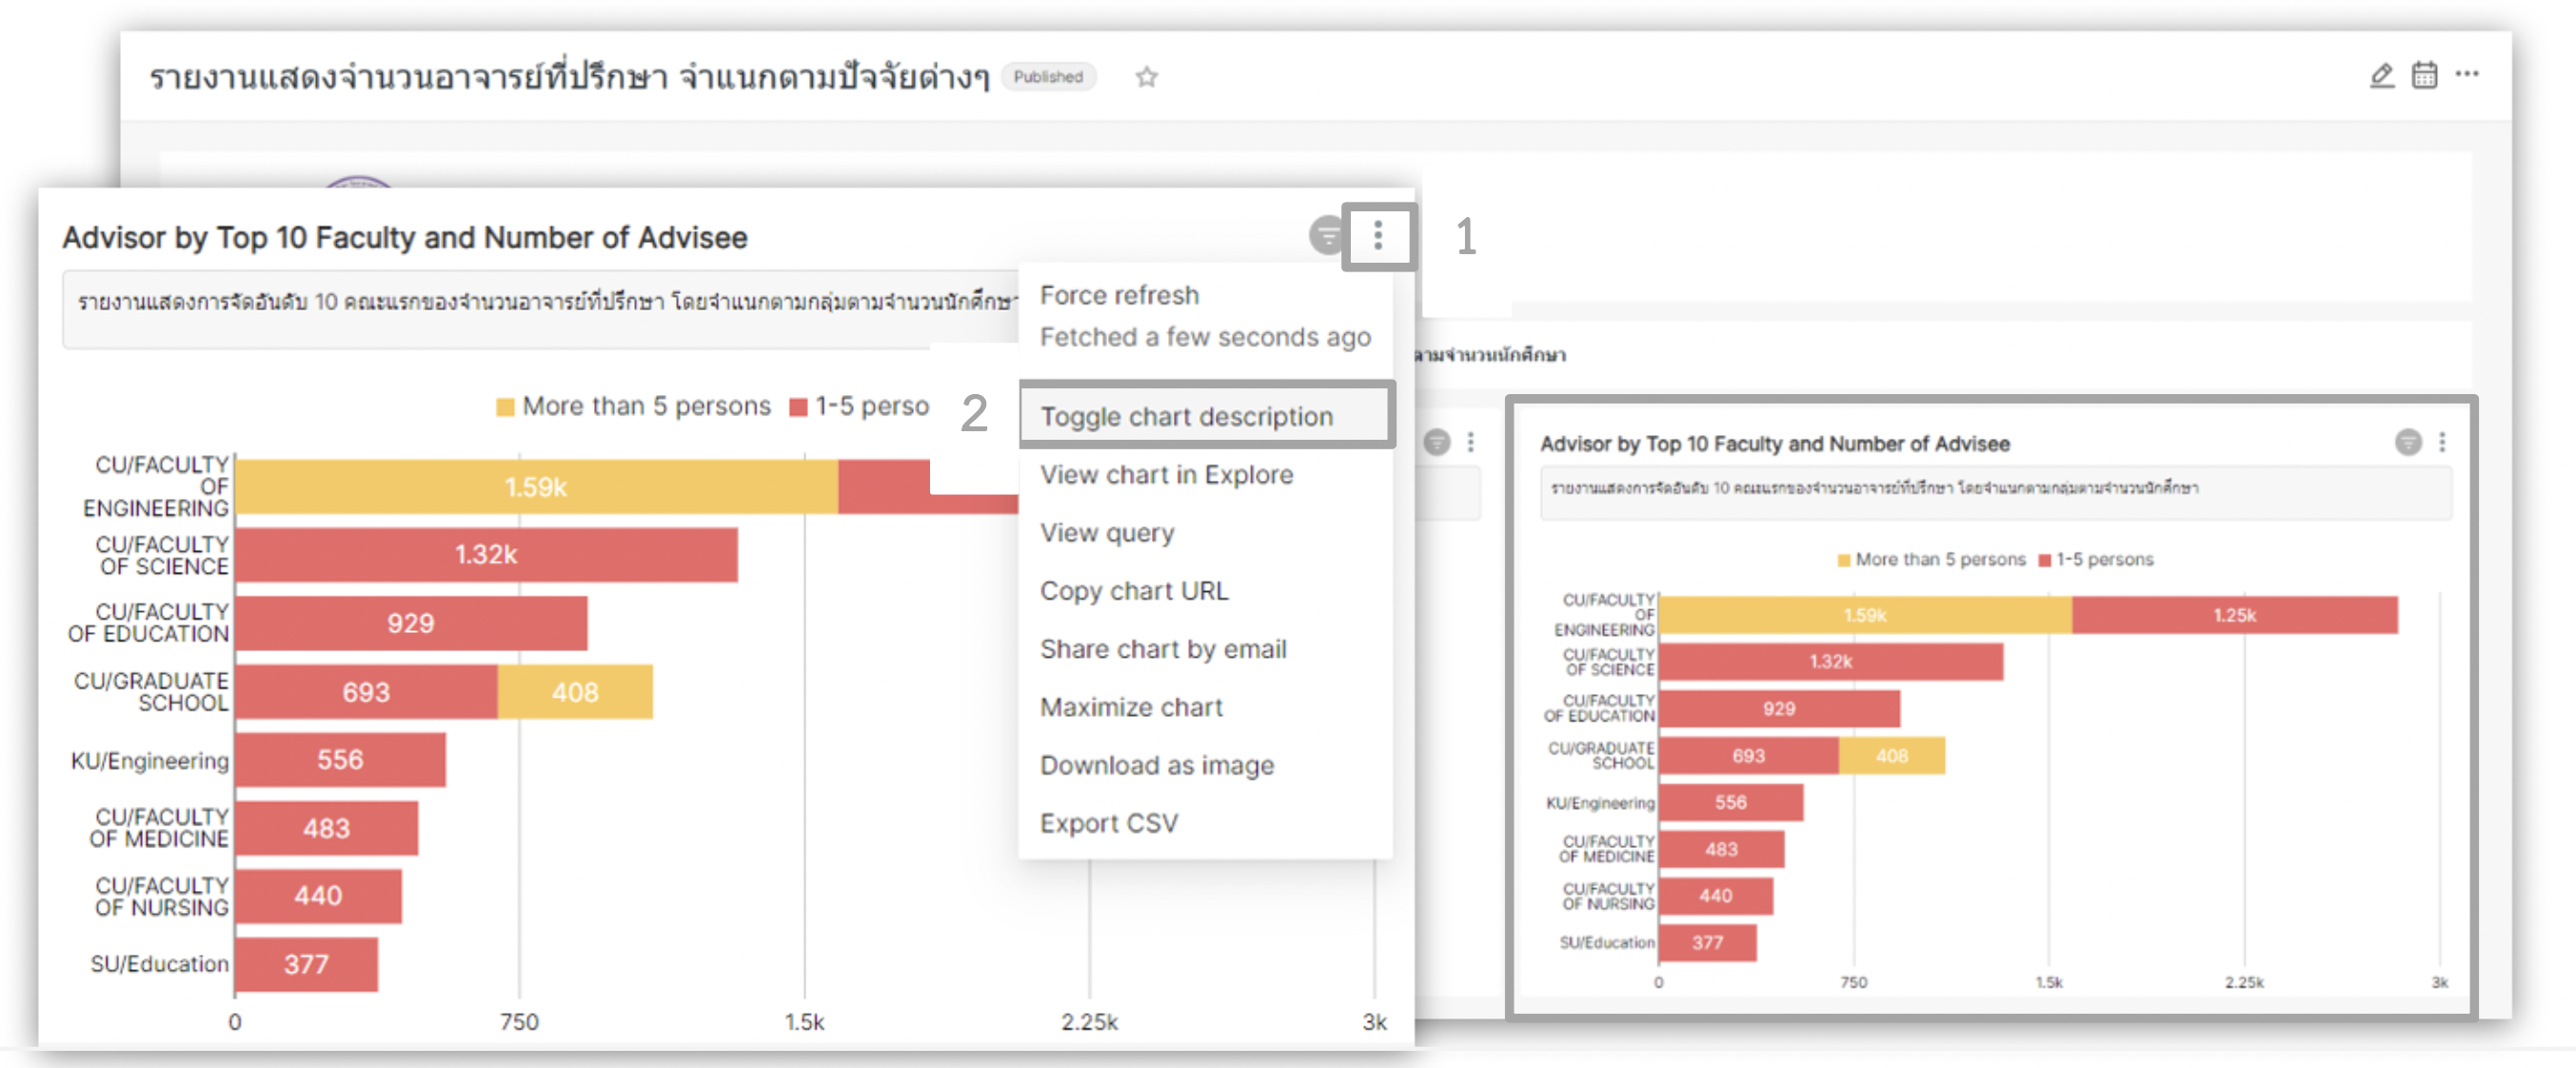 รายงานแสดงจำนวนอาจารย์ที่ปรึกษา จำแนกตามปัจจัยต่างๆ Published
Advisor by Top 10 Faculty and Number of Advisee
1
รายงานแสดงการจัดอันดับ 10 คณะแรกของจำนวนอาจารย์ที่ปรึกษา โดยจำแนกตามกลุ่มตามจำนวนนักศึกษา
Force refresh
Fetched a few seconds ago
2
Toggle chart description
View chart in Explore
View query
Copy chart URL
Share chart by email
Maximize chart
Download as image
Export CSV
More than 5 persons 1-5 perso
CU/FACULTY
OF
ENGINEERING
1.59k
CU/FACULTY
OF SCIENCE
1.32k
CU/FACULTY
OF EDUCATION
929
CU/GRADUATE
SCHOOL
693 408
KU/Engineering 556
CU/FACULTY
OF MEDICINE
483
CU/FACULTY
OF NURSING
440
SU/Education 377
0 750 1.5k 2.25k 3k
ตามจำนวนนักศึกษา
Advisor by Top 10 Faculty and Number of Advisee
รายงานแสดงการจัดอันดับ 10 คณะแรกของจำนวนอาจารย์ที่ปรึกษา โดยจำแนกตามกลุ่มตามจำนวนนักศึกษา
More than 5 persons 1-5 persons
CU/FACULTY
OF
ENGINEERING
1.59k 1.25k
CU/FACULTY
OF SCIENCE
1.32k
CU/FACULTY
OF EDUCATION
929
CU/GRADUATE
SCHOOL
693 408
KU/Engineering 556
CU/FACULTY
OF MEDICINE
483
CU/FACULTY
OF NURSING
440
SU/Education 377
0 750 1.5k 2.25k 3k